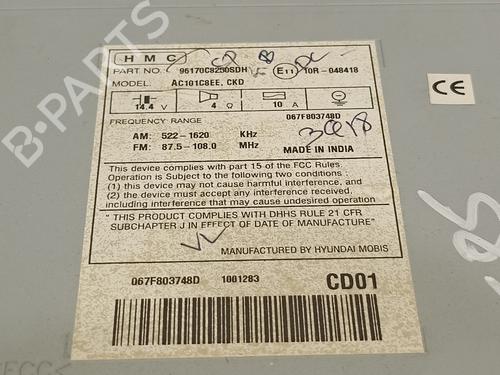 HMC
PART NO. 96170C8250SDH E11 10R-048418
MODEL: AC101C8EE, CKD
14.4 V 4 Ω 10 A
FREQUENCY RANGE 067F803748D
AM: 522-1620 KHz
FM: 87.5-108.0 MHz MADE IN INDIA
This device complies with part 15 of the FCC Rules.
Operation is Subject to the following two conditions:
(1) this device may not cause harmful interference, and
(2) the device must accept any interference received,
including interference that may cause undersired operation
"THIS PRODUCT COMPLIES WITH DHHS RULE 21 CFR
SUBCHAPTER J IN EFFECT OF DATE OF MANUFACTURE"
VL
MANUFACTURED BY HYUNDAI MOBIS
067F803748D 1001283 CD01
CE
B-PARTS